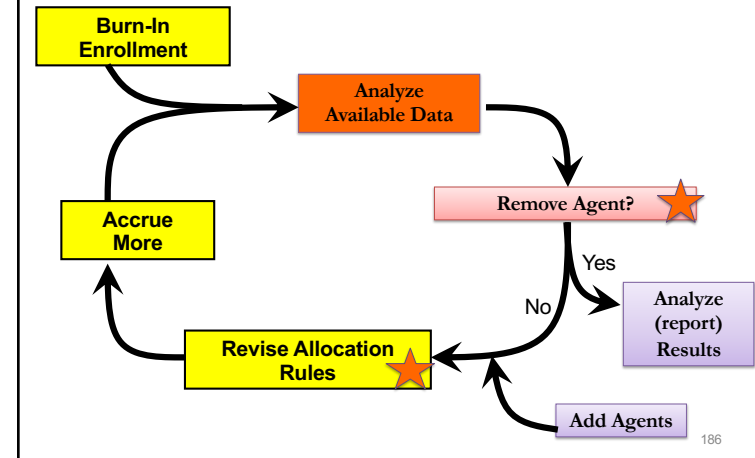 Burn-In
Enrollment
Analyze
Available Data
Remove Agent?
Accrue
More
Yes
No
Analyze
(report)
Results
Revise Allocation
Rules
Add Agents
186